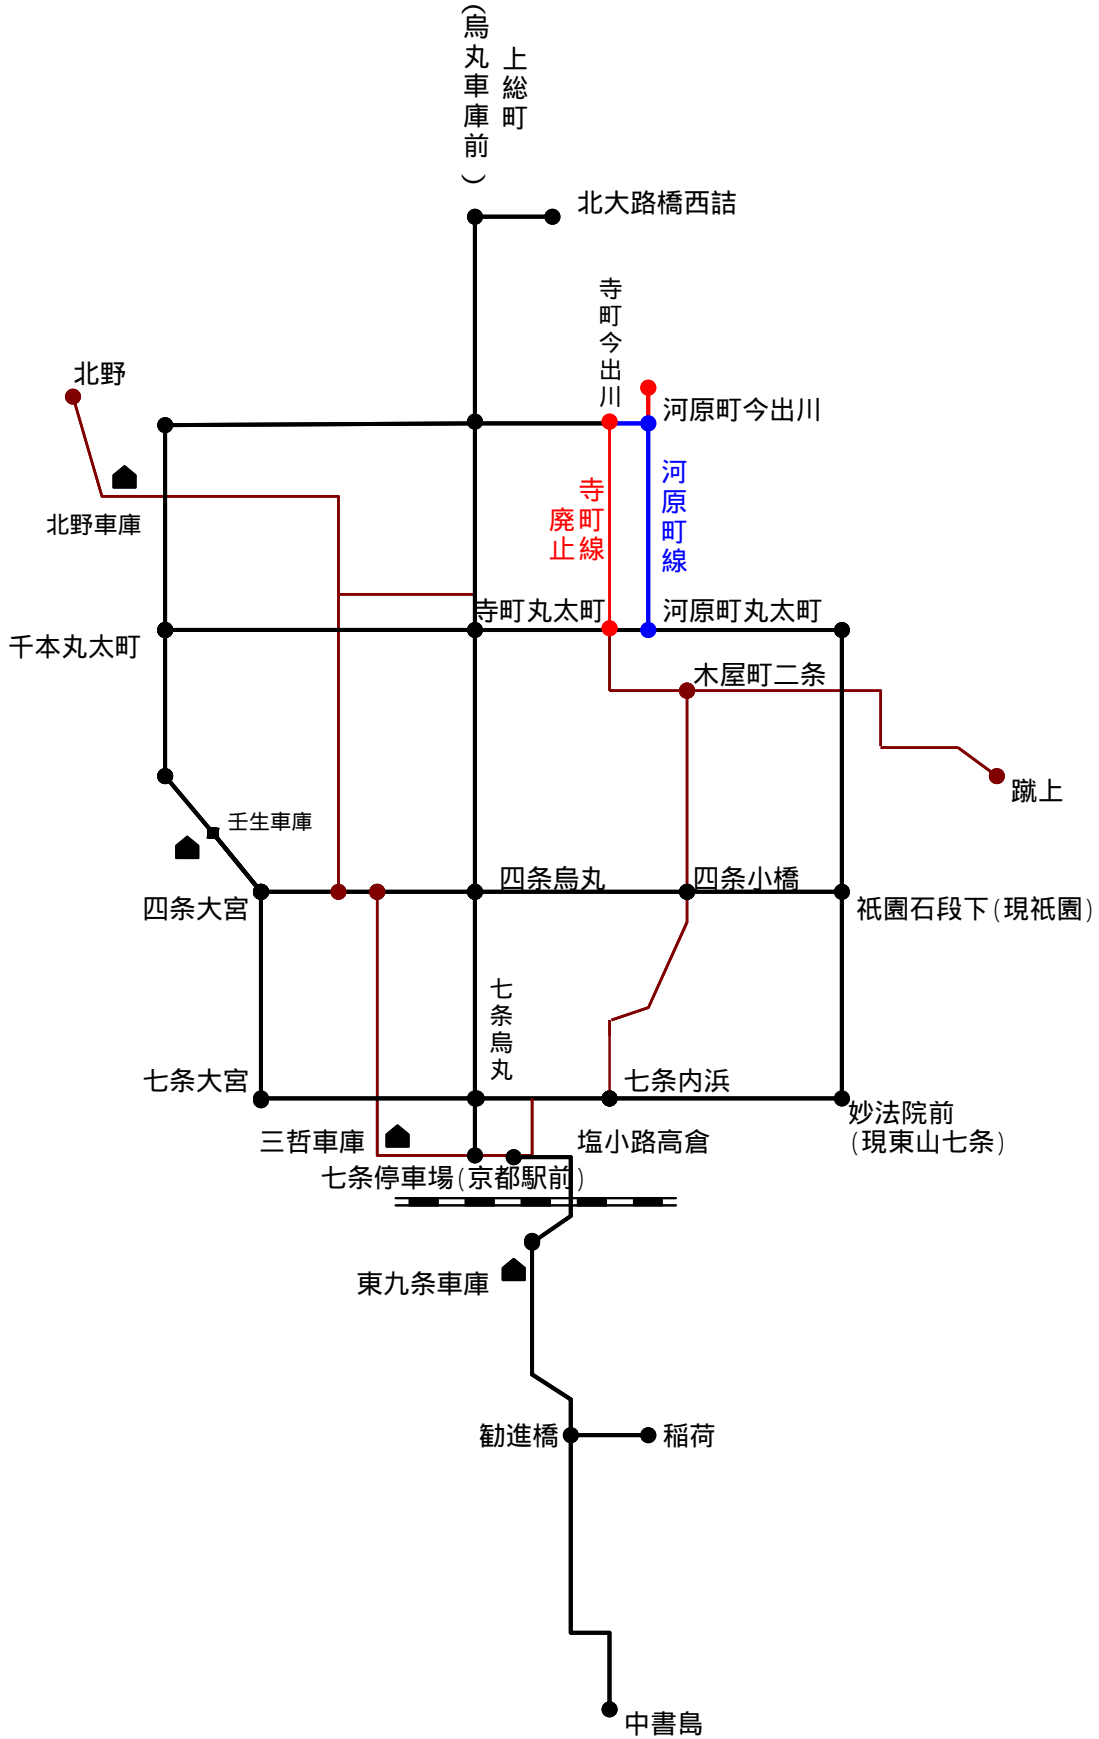 上総町
(烏丸車庫前)
北大路橋西詰
寺町今出川
北野
河原町今出川
北野車庫
寺町線
廃止
河原町線
寺町丸太町
河原町丸太町
千本丸太町
木屋町二条
蹴上
壬生車庫
四条烏丸
四条小橋
四条大宮
祇園石段下(現祇園)
七条烏丸
七条大宮
七条内浜
妙法院前
(現東山七条)
三哲車庫
塩小路高倉
七条停車場(京都駅前)
東九条車庫
勧進橋
稲荷
中書島